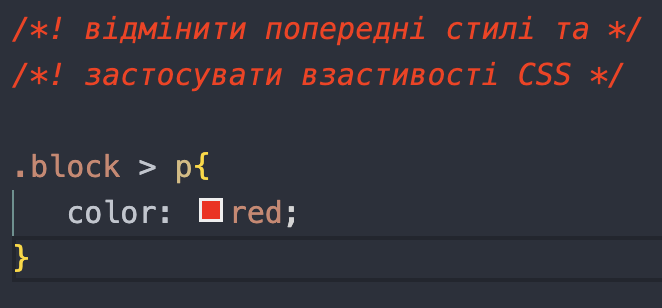 /*! відмінити попередні стилі та */
/*! застосувати взастивості CSS */
.block > p{
color: red;
}